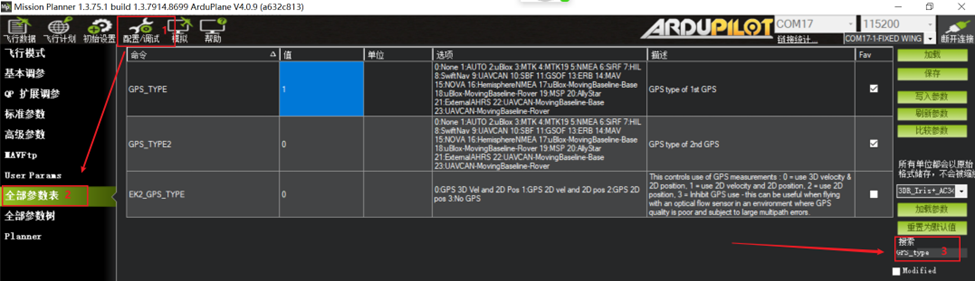 Mission Planner 1.3.75.1 build 1.3.7914.8699 ArduPlane V4.0.9 (a632c813)
飞行数据 飞行计划 初始设置 配置/调试 1 模拟 帮助
ARDUPILOT
COM17 115200
链接统计... COM17-1-FIXED WING 断开连接
飞行模式
基本调参
QP 扩展调参
标准参数
高级参数
MAVFtp
User Params
全部参数表 2
全部参数树
Planner
命令 值 单位 选项 描述 Fav
GPS_TYPE 1
0:None 1:AUTO 2:uBlox 3:MTK 4:MTK19 5:NMEA 6:SiRF 7:HIL
8:SwiftNav 9:UAVCAN 10:SBF 11:GSOF 13:ERB 14:MAV
15:NOVA 16:HemisphereNMEA 17:uBlox-MovingBaseline-Base
18:uBlox-MovingBaseline-Rover 19:MSP 20:AllyStar
21:ExternalAHRS 22:UAVCAN-MovingBaseline-Base
23:UAVCAN-MovingBaseline-Rover
GPS type of 1st GPS
GPS_TYPE2 0
0:None 1:AUTO 2:uBlox 3:MTK 4:MTK19 5:NMEA 6:SiRF 7:HIL
8:SwiftNav 9:UAVCAN 10:SBF 11:GSOF 13:ERB 14:MAV
15:NOVA 16:HemisphereNMEA 17:uBlox-MovingBaseline-Base
18:uBlox-MovingBaseline-Rover 19:MSP 20:AllyStar
21:ExternalAHRS 22:UAVCAN-MovingBaseline-Base
23:UAVCAN-MovingBaseline-Rover
GPS type of 2nd GPS
EK2_GPS_TYPE 0
0:GPS 3D Vel and 2D Pos 1:GPS 2D vel and 2D pos 2:GPS 2D
pos 3:No GPS
This controls use of GPS measurements : 0 = use 3D velocity &
2D position, 1 = use 2D velocity and 2D position, 2 = use 2D
position, 3 = Inhibit GPS use - this can be useful when flying
with an optical flow sensor in an environment where GPS
quality is poor and subject to large multipath errors.
加载
保存
写入参数
刷新参数
比较参数
所有单位都会以原始
格式储存，不会被缩放
3DR_Iris+_AC34
加载参数
重置为默认值
搜索
GPS_type 3
Modified